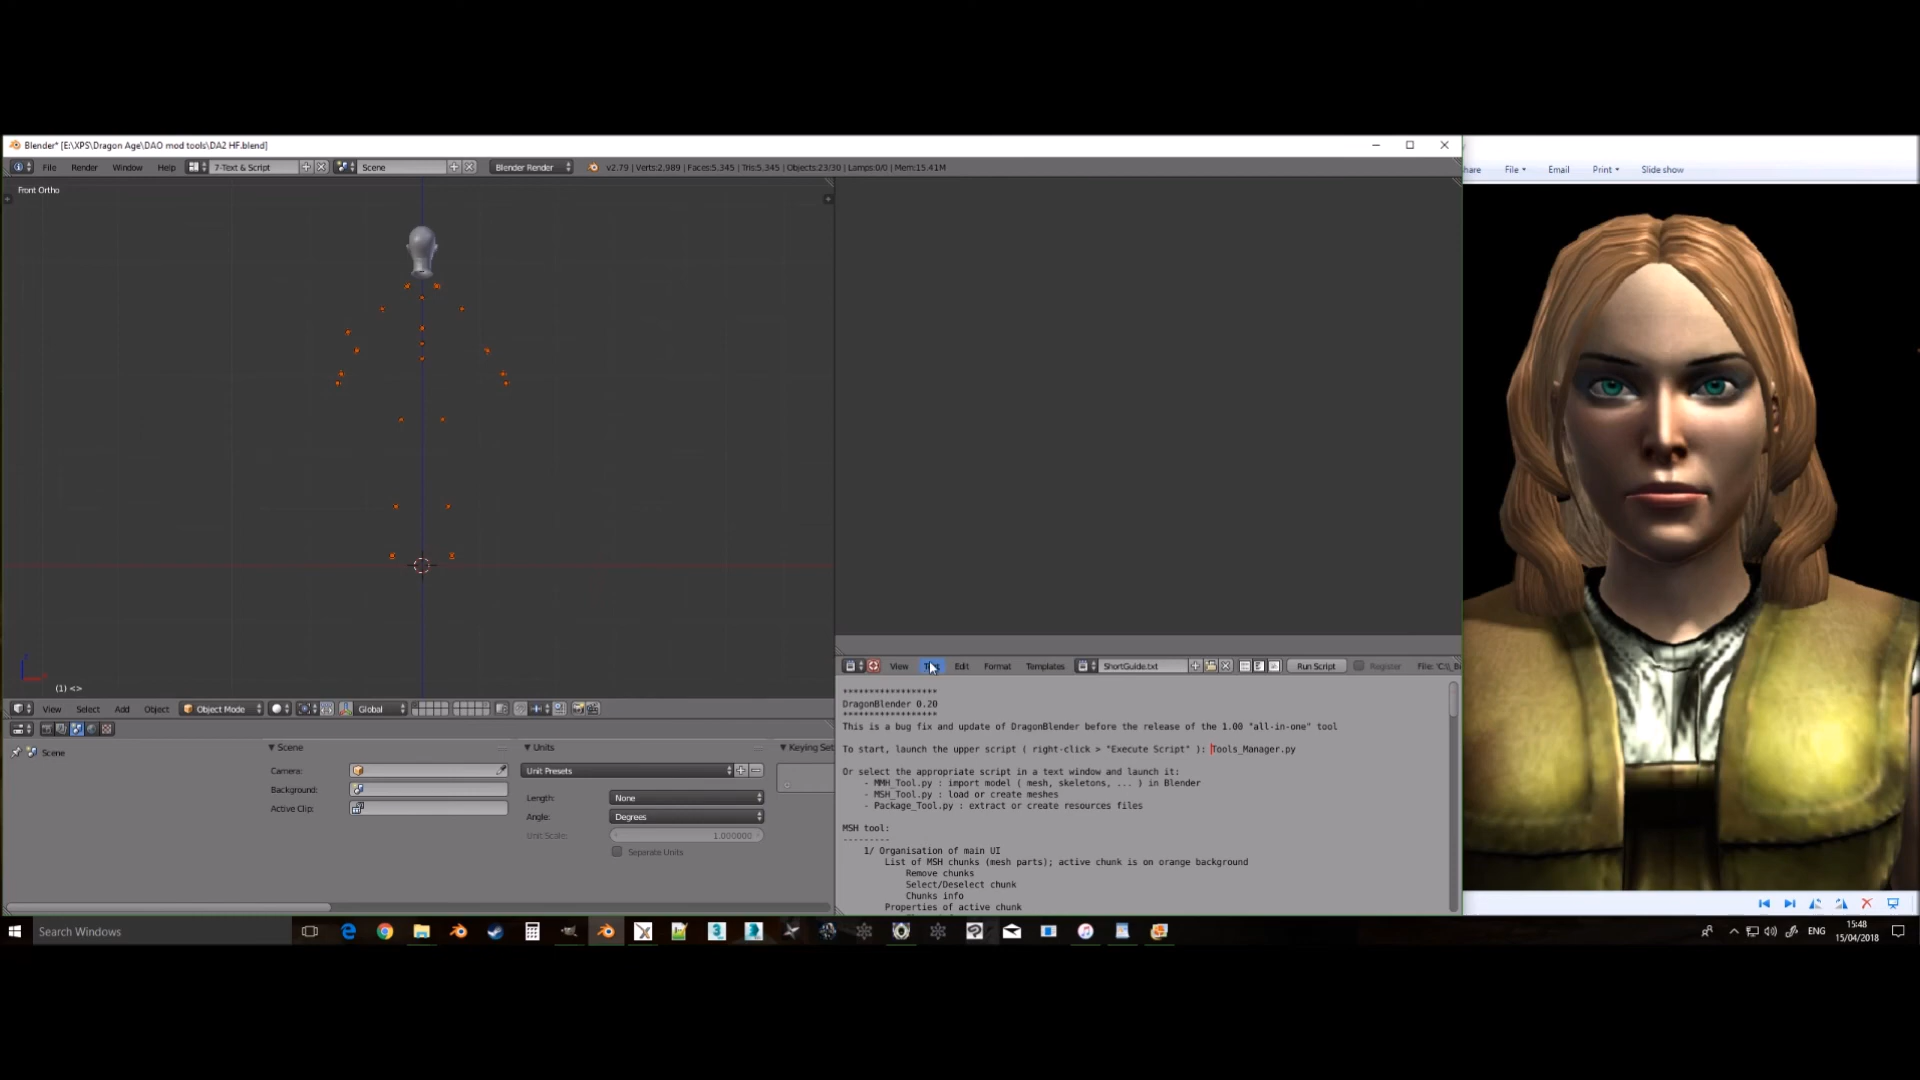 Blender* [E:\XPS\Dragon Age\DAO mod tools\DA2 HF.blend]
File Render Window Help 7-Text & Script Scene Blender Render v2.79 | Verts:2,989 | Faces:5,345 | Tris:5,345 | Objects:23/30 | Lamps:0/0 | Mem:15.41M
hare File Email Print Slide show
Front Ortho
(1) <>
View Select Add Object Object Mode Global
View Edit Format Templates ShortGuide.txt Run Script Register
******************
DragonBlender 0.20
******************
This is a bug fix and update of DragonBlender before the release of the 1.00 "all-in-one" tool
To start, launch the upper script ( right-click > "Execute Script" ): Tools_Manager.py
Or select the appropriate script in a text window and launch it:
- MMH_Tool.py : import model ( mesh, skeletons, ... ) in Blender
- MSH_Tool.py : load or create meshes
- Package_Tool.py : extract or create resources files
MSH tool:
---------
1/ Organisation of main UI
List of MSH chunks (mesh parts); active chunk is on orange background
Remove chunks
Select/Deselect chunk
Chunks info
Properties of active chunk
Scene
Scene
Camera:
Background:
Active Clip:
Units
Unit Presets
Length: None
Angle: Degrees
Unit Scale: 1.000000
Separate Units
Keying Set
Search Windows
ENG
15:48
15/04/2018